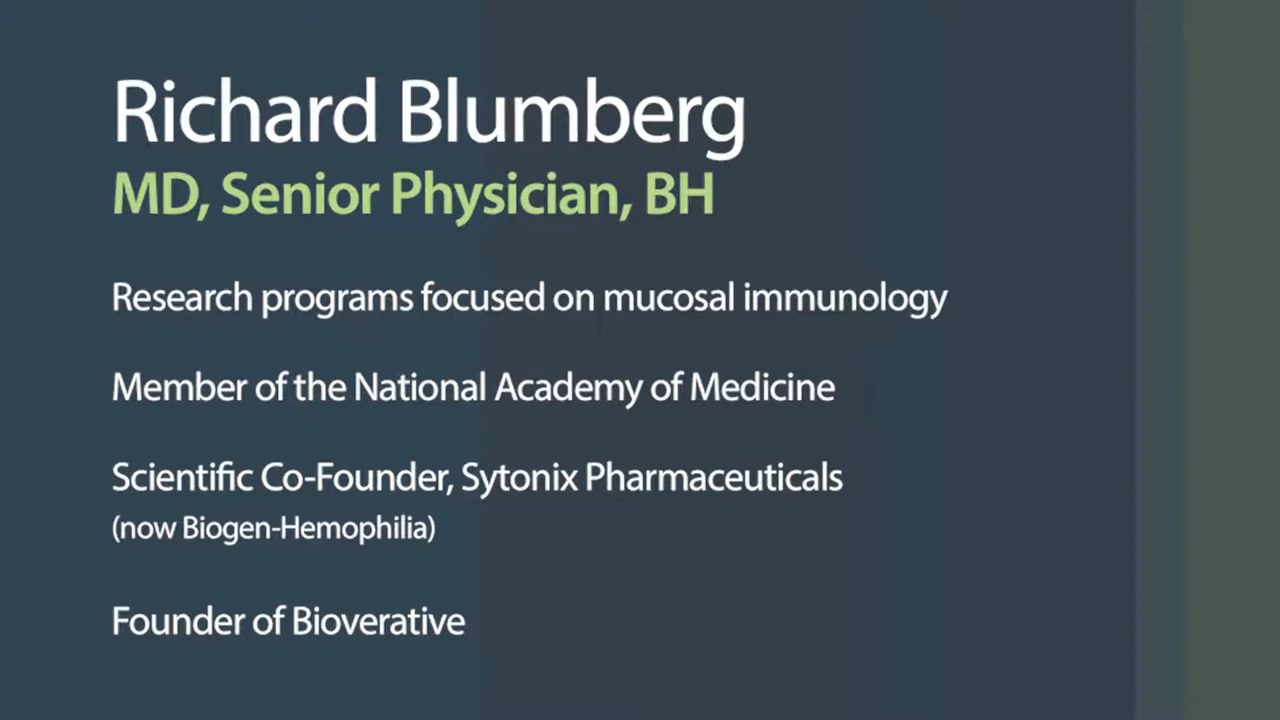 Richard Blumberg
MD, Senior Physician, BH
Research programs focused on mucosal immunology
Member of the National Academy of Medicine
Scientific Co-Founder, Sytonix Pharmaceuticals
(now Biogen-Hemophilia)
Founder of Bioverative